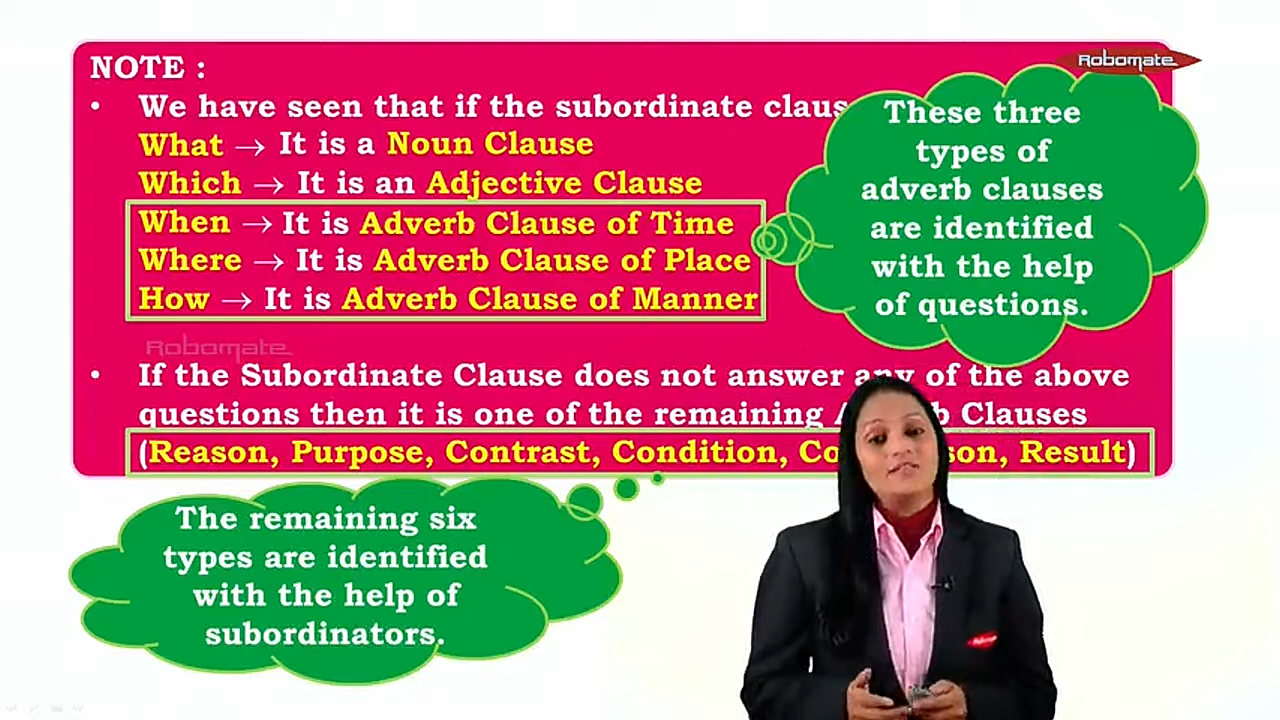 NOTE :
Robomate
• We have seen that if the subordinate
What → It is a Noun Clause
Which → It is an Adjective Clause
When → It is Adverb Clause of Time
Where → It is Adverb Clause of Place
How → It is Adverb Clause of Manner
These three
types of
adverb clauses
are identified
with the help
of questions.
Robomate
• If the Subordinate Clause does not answer any of the above
questions then it is one of the remaining Clauses
(Reason, Purpose, Contrast, Condition, Result)
The remaining six
types are identified
with the help of
subordinators.